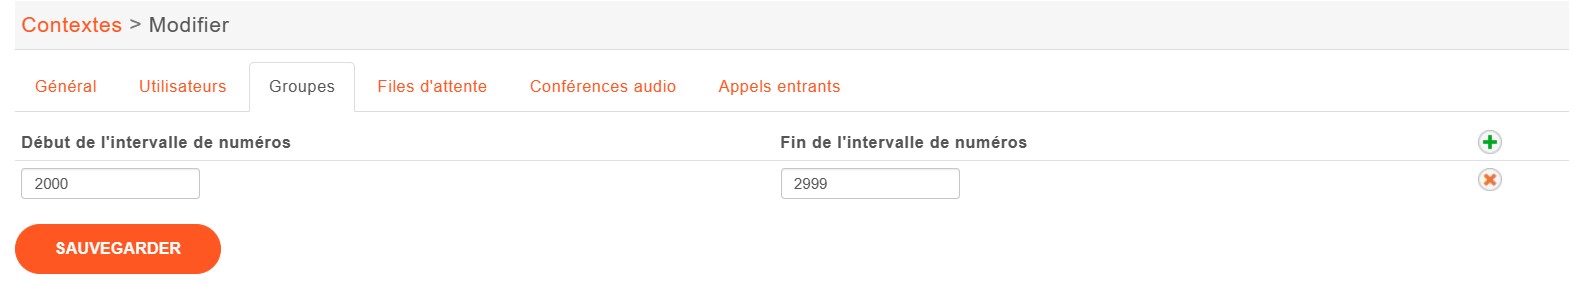 Contextes > Modifier
Général Utilisateurs Groupes Files d'attente Conférences audio Appels entrants
Début de l'intervalle de numéros Fin de l'intervalle de numéros
2000 2999
SAUVEGARDER